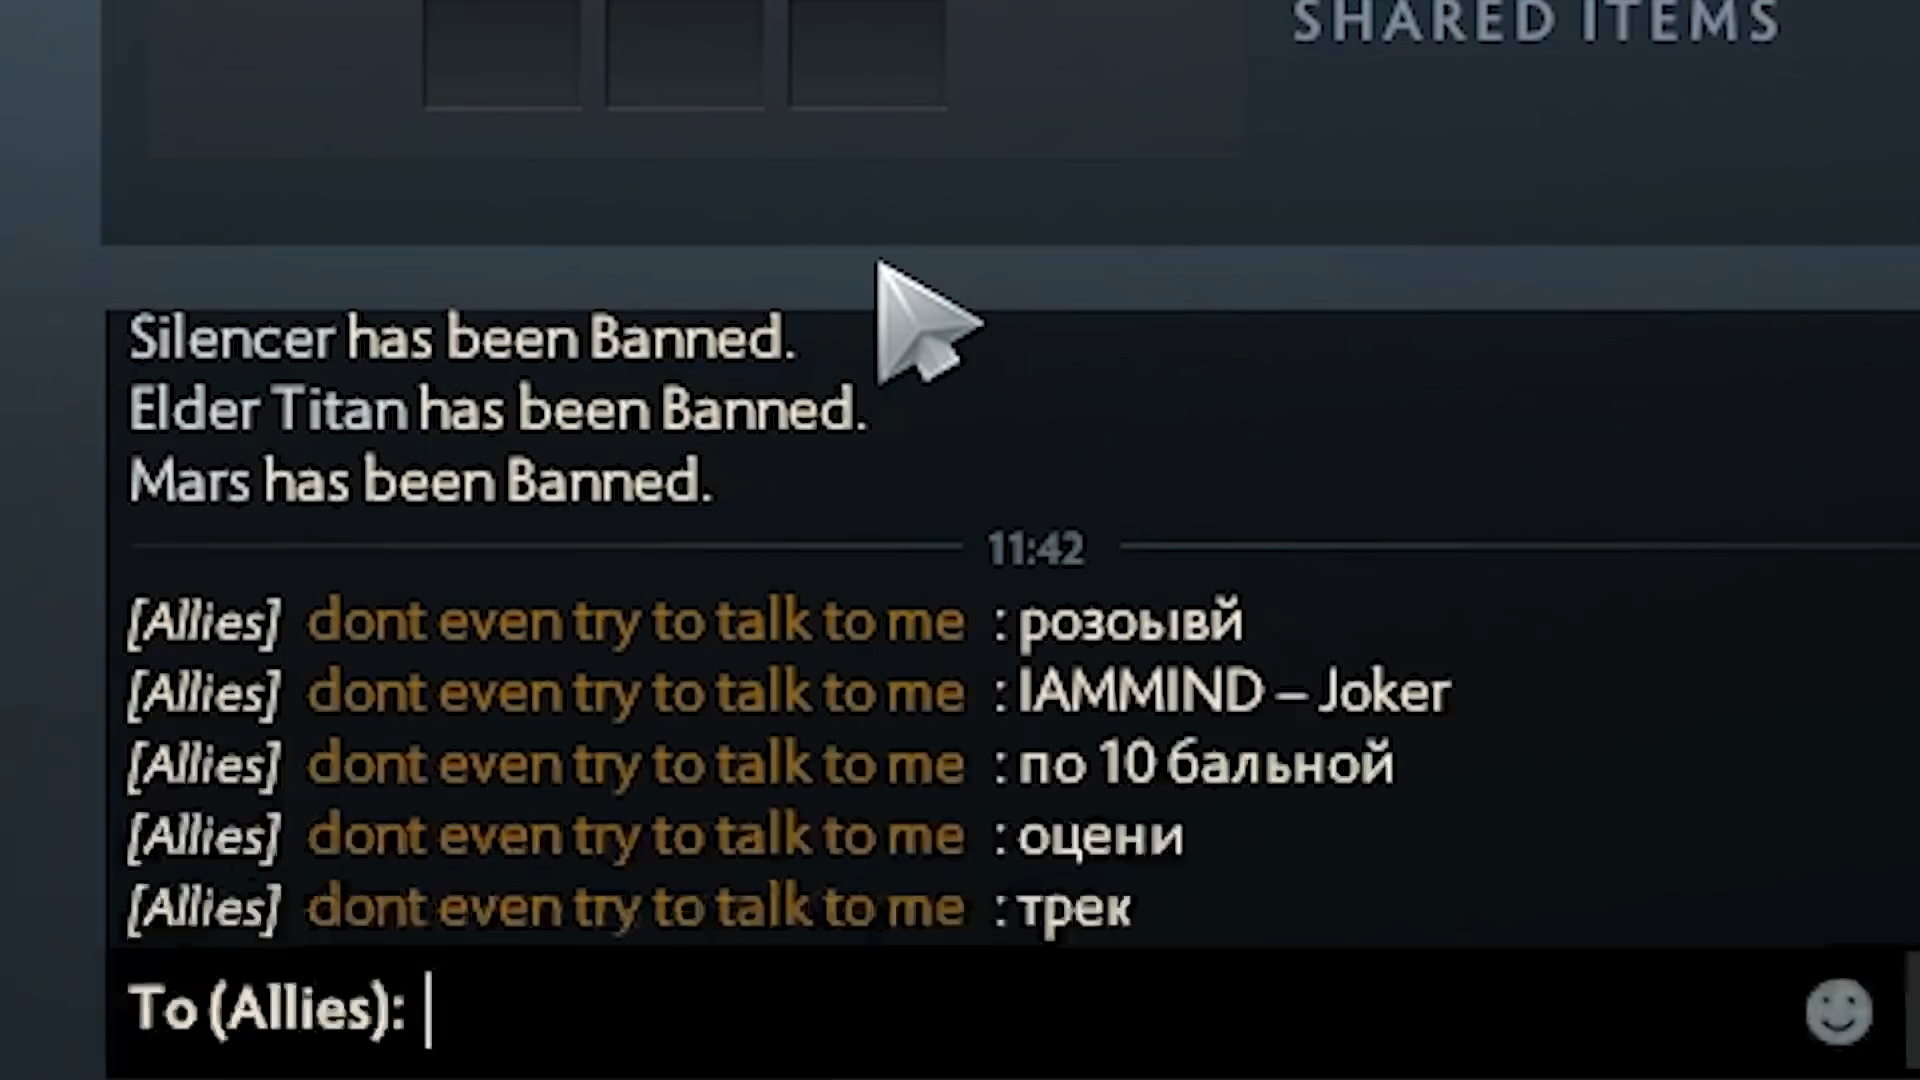 SHARED ITEMS
Silencer has been Banned.
Elder Titan has been Banned.
Mars has been Banned.
11:42
[Allies] dont even try to talk to me : розоывй
[Allies] dont even try to talk to me : IAMMIND – Joker
[Allies] dont even try to talk to me : по 10 бальной
[Allies] dont even try to talk to me : оцени
[Allies] dont even try to talk to me : трек
To (Allies):